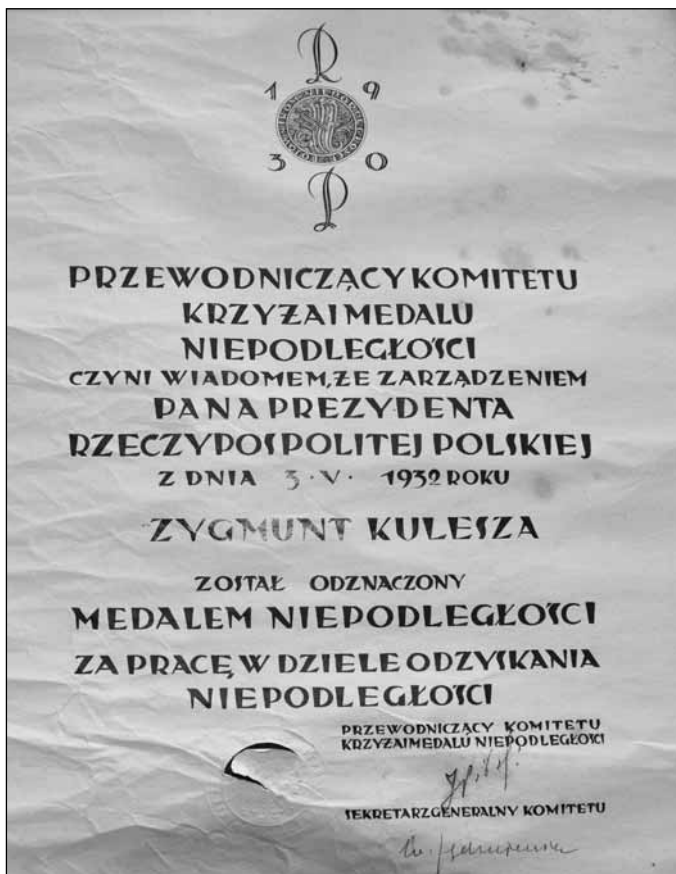 R
19
30
P
PRZEWODNICZĄCY KOMITETU
KRZYŻA I MEDALU
NIEPODLEGŁOŚCI
CZYNI WIADOMEM, ŻE ZARZĄDZENIEM
PANA PREZYDENTA
RZECZYPOSPOLITEJ POLSKIEJ
Z DNIA 3·V· 1932 ROKU
ZYGMUNT KULESZA
ZOSTAŁ ODZNACZONY
MEDALEM NIEPODLEGŁOŚCI
ZA PRACĘ W DZIELE ODZYSKANIA
NIEPODLEGŁOŚCI
PRZEWODNICZĄCY KOMITETU
KRZYŻA I MEDALU NIEPODLEGŁOŚCI
SEKRETARZ GENERALNY KOMITETU